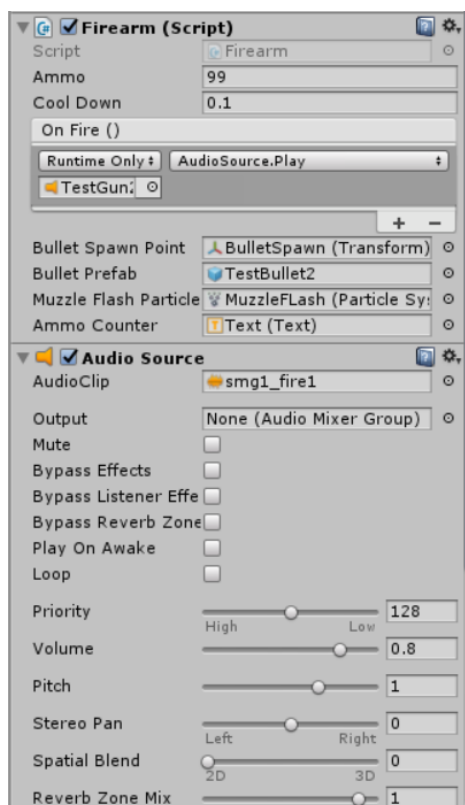 Firearm (Script)
Script Firearm
Ammo 99
Cool Down 0.1
On Fire ()
Runtime Only AudioSource.Play
TestGun2
+ −
Bullet Spawn Point BulletSpawn (Transform)
Bullet Prefab TestBullet2
Muzzle Flash Particle MuzzleFLash (Particle Sy
Ammo Counter Text (Text)
Audio Source
AudioClip smg1_fire1
Output None (Audio Mixer Group)
Mute
Bypass Effects
Bypass Listener Effe
Bypass Reverb Zone
Play On Awake
Loop
Priority 128
High Low
Volume 0.8
Pitch 1
Stereo Pan 0
Left Right
Spatial Blend 0
2D 3D
Reverb Zone Mix 1